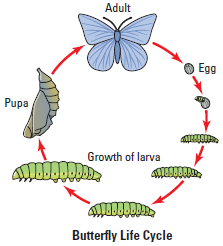 Adult
Egg
Pupa
Growth of larva
Butterfly Life Cycle